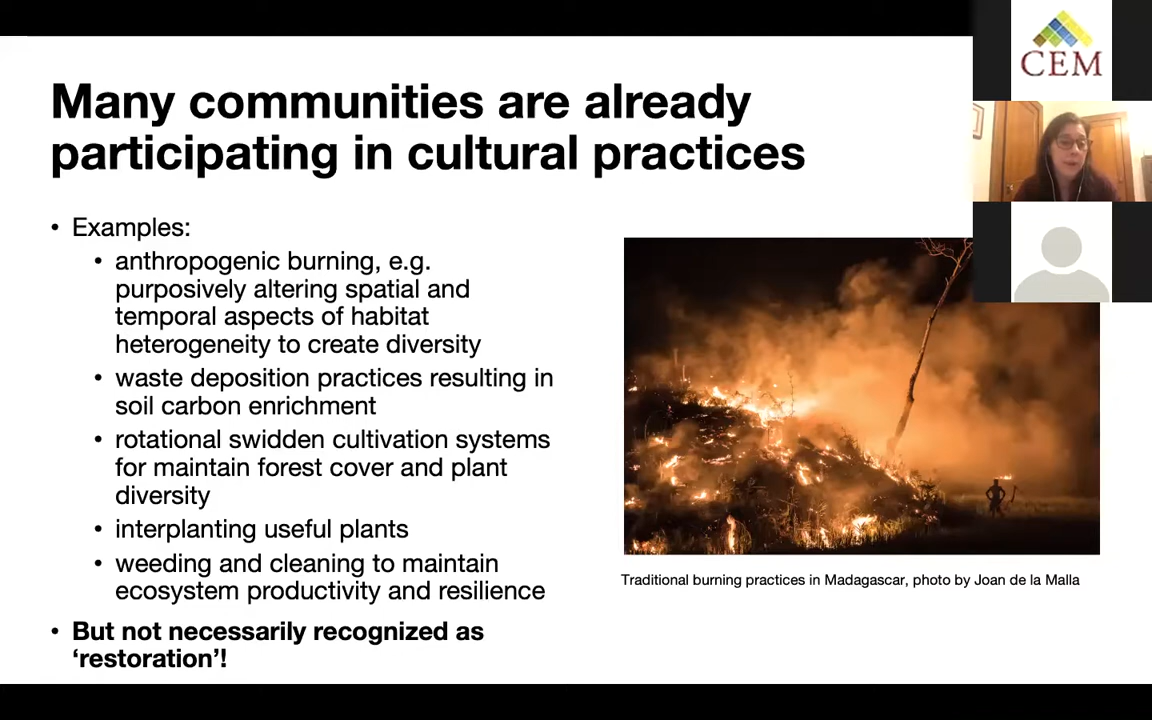 Many communities are already
participating in cultural practices
• Examples:
• anthropogenic burning, e.g.
purposively altering spatial and
temporal aspects of habitat
heterogeneity to create diversity
• waste deposition practices resulting in
soil carbon enrichment
• rotational swidden cultivation systems
for maintain forest cover and plant
diversity
• interplanting useful plants
• weeding and cleaning to maintain
ecosystem productivity and resilience
• But not necessarily recognized as
‘restoration’!
Traditional burning practices in Madagascar, photo by Joan de la Malla
CEM